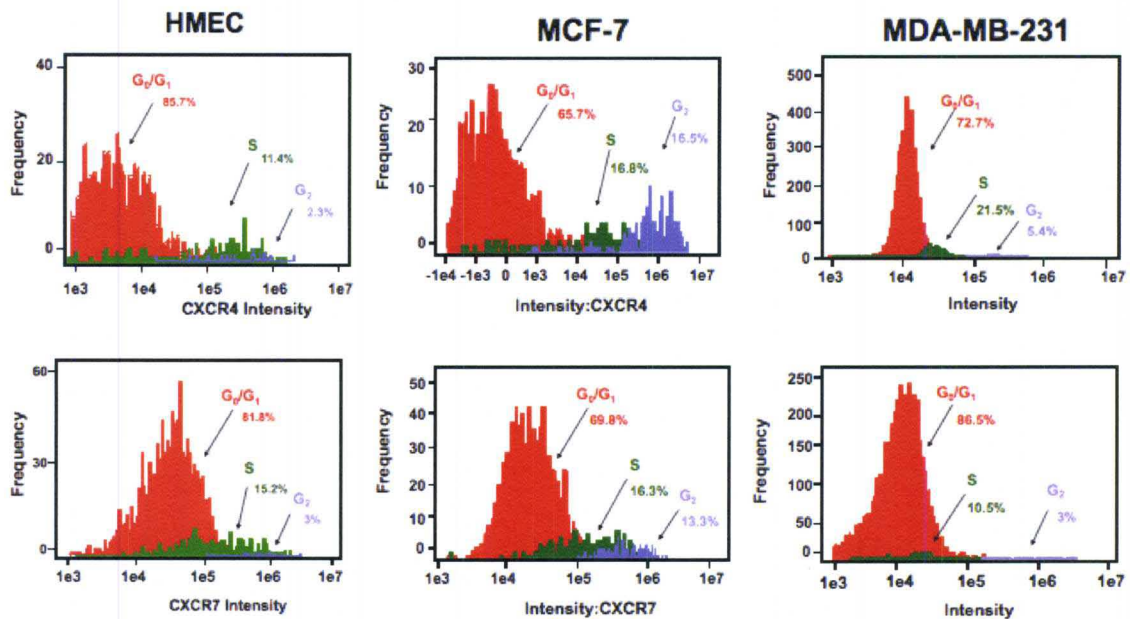 HMEC
MCF-7
MDA-MB-231
Frequency
40
20
0
G₀/G₁
85.7%
S
11.4%
G₂
2.3%
1e3 1e4 1e5 1e6 1e7
CXCR4 Intensity
Frequency
30
20
10
0
G₀/G₁
65.7%
S
16.8%
G₂
16.5%
-1e4 -1e3 0 1e3 1e4 1e5 1e6 1e7
Intensity:CXCR4
Frequency
500
400
300
200
100
0
G₀/G₁
72.7%
S
21.5%
G₂
5.4%
1e3 1e4 1e5 1e6 1e7
Intensity
Frequency
60
30
0
G₀/G₁
81.8%
S
15.2%
G₂
3%
1e3 1e4 1e5 1e6 1e7
CXCR7 Intensity
Frequency
50
40
30
20
10
0
G₀/G₁
69.8%
S
16.3%
G₂
13.3%
1e3 1e4 1e5 1e6 1e7
Intensity:CXCR7
Frequency
250
200
150
100
50
0
G₀/G₁
86.5%
S
10.5%
G₂
3%
1e3 1e4 1e5 1e6 1e7
Intensity